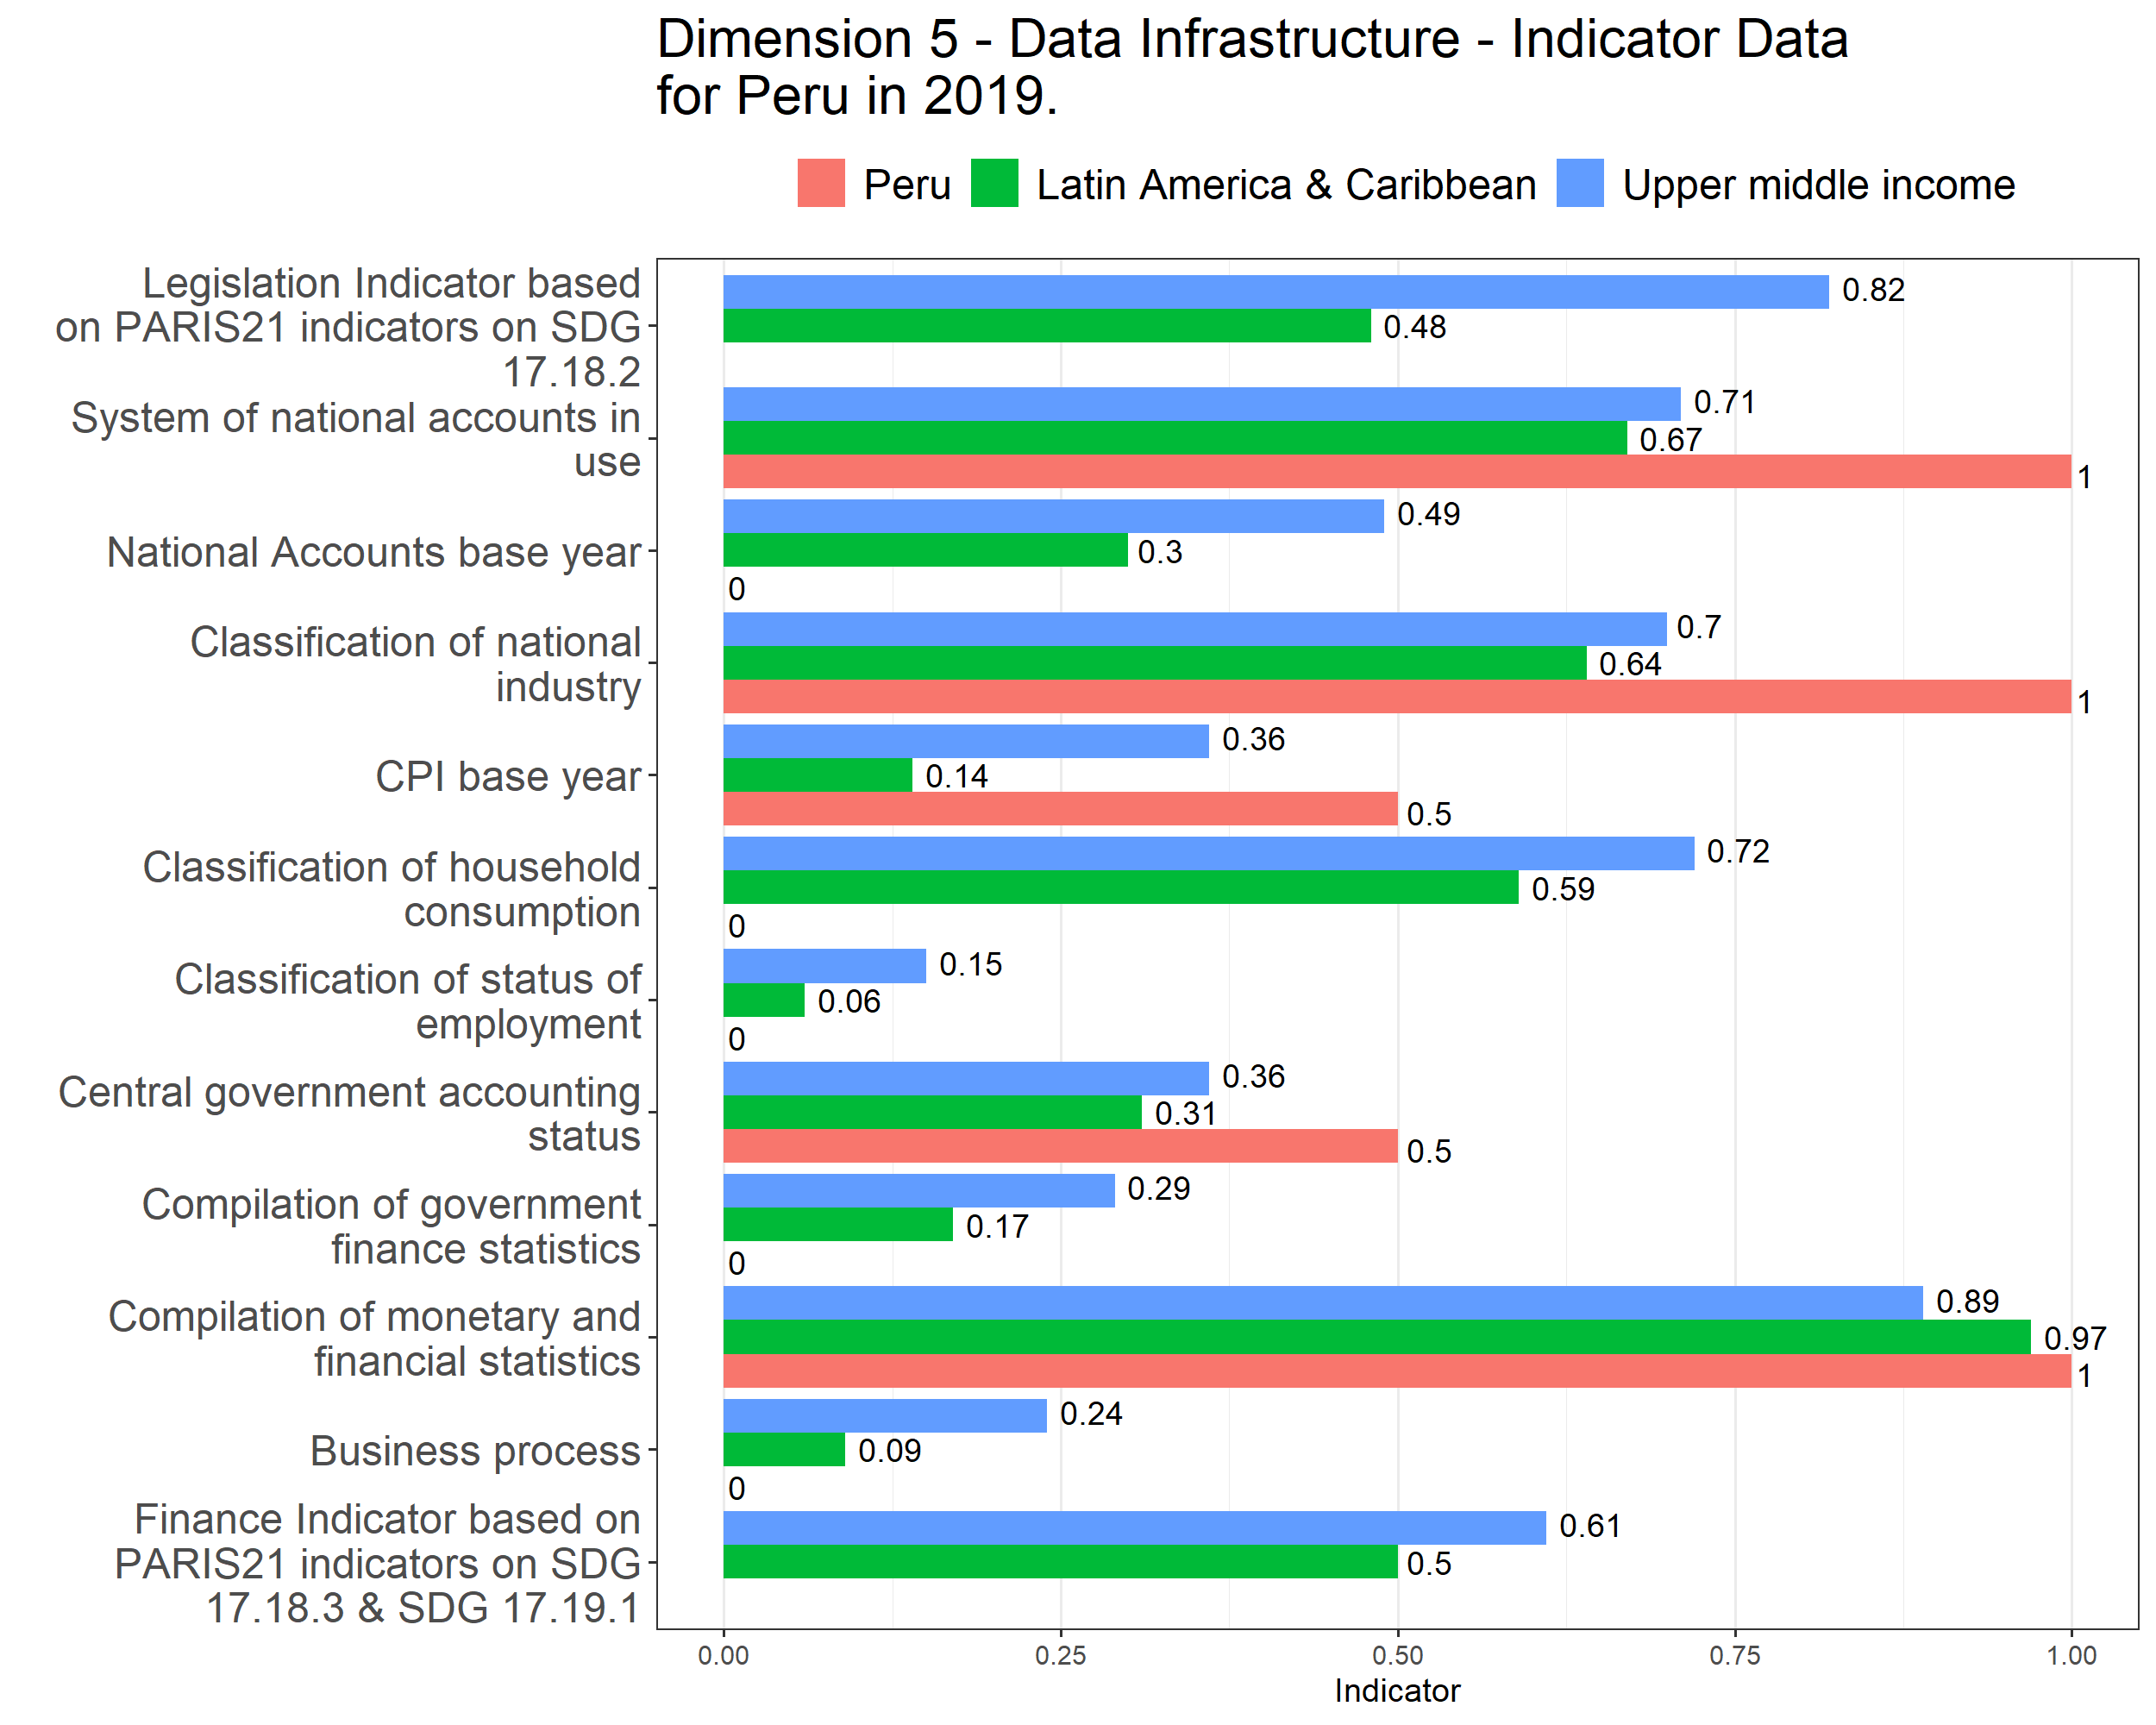 Dimension 5 - Data Infrastructure - Indicator Data
for Peru in 2019.
Peru Latin America & Caribbean Upper middle income
Legislation Indicator based
on PARIS21 indicators on SDG
17.18.2
0.82
0.48
System of national accounts in
use
0.71
0.67
1
National Accounts base year
0.49
0.3
0
Classification of national
industry
0.7
0.64
1
CPI base year
0.36
0.14
0.5
Classification of household
consumption
0.72
0.59
0
Classification of status of
employment
0.15
0.06
0
Central government accounting
status
0.36
0.31
0.5
Compilation of government
finance statistics
0.29
0.17
0
Compilation of monetary and
financial statistics
0.89
0.97
1
Business process
0.24
0.09
0
Finance Indicator based on
PARIS21 indicators on SDG
17.18.3 & SDG 17.19.1
0.61
0.5
0.00 0.25 0.50 0.75 1.00
Indicator